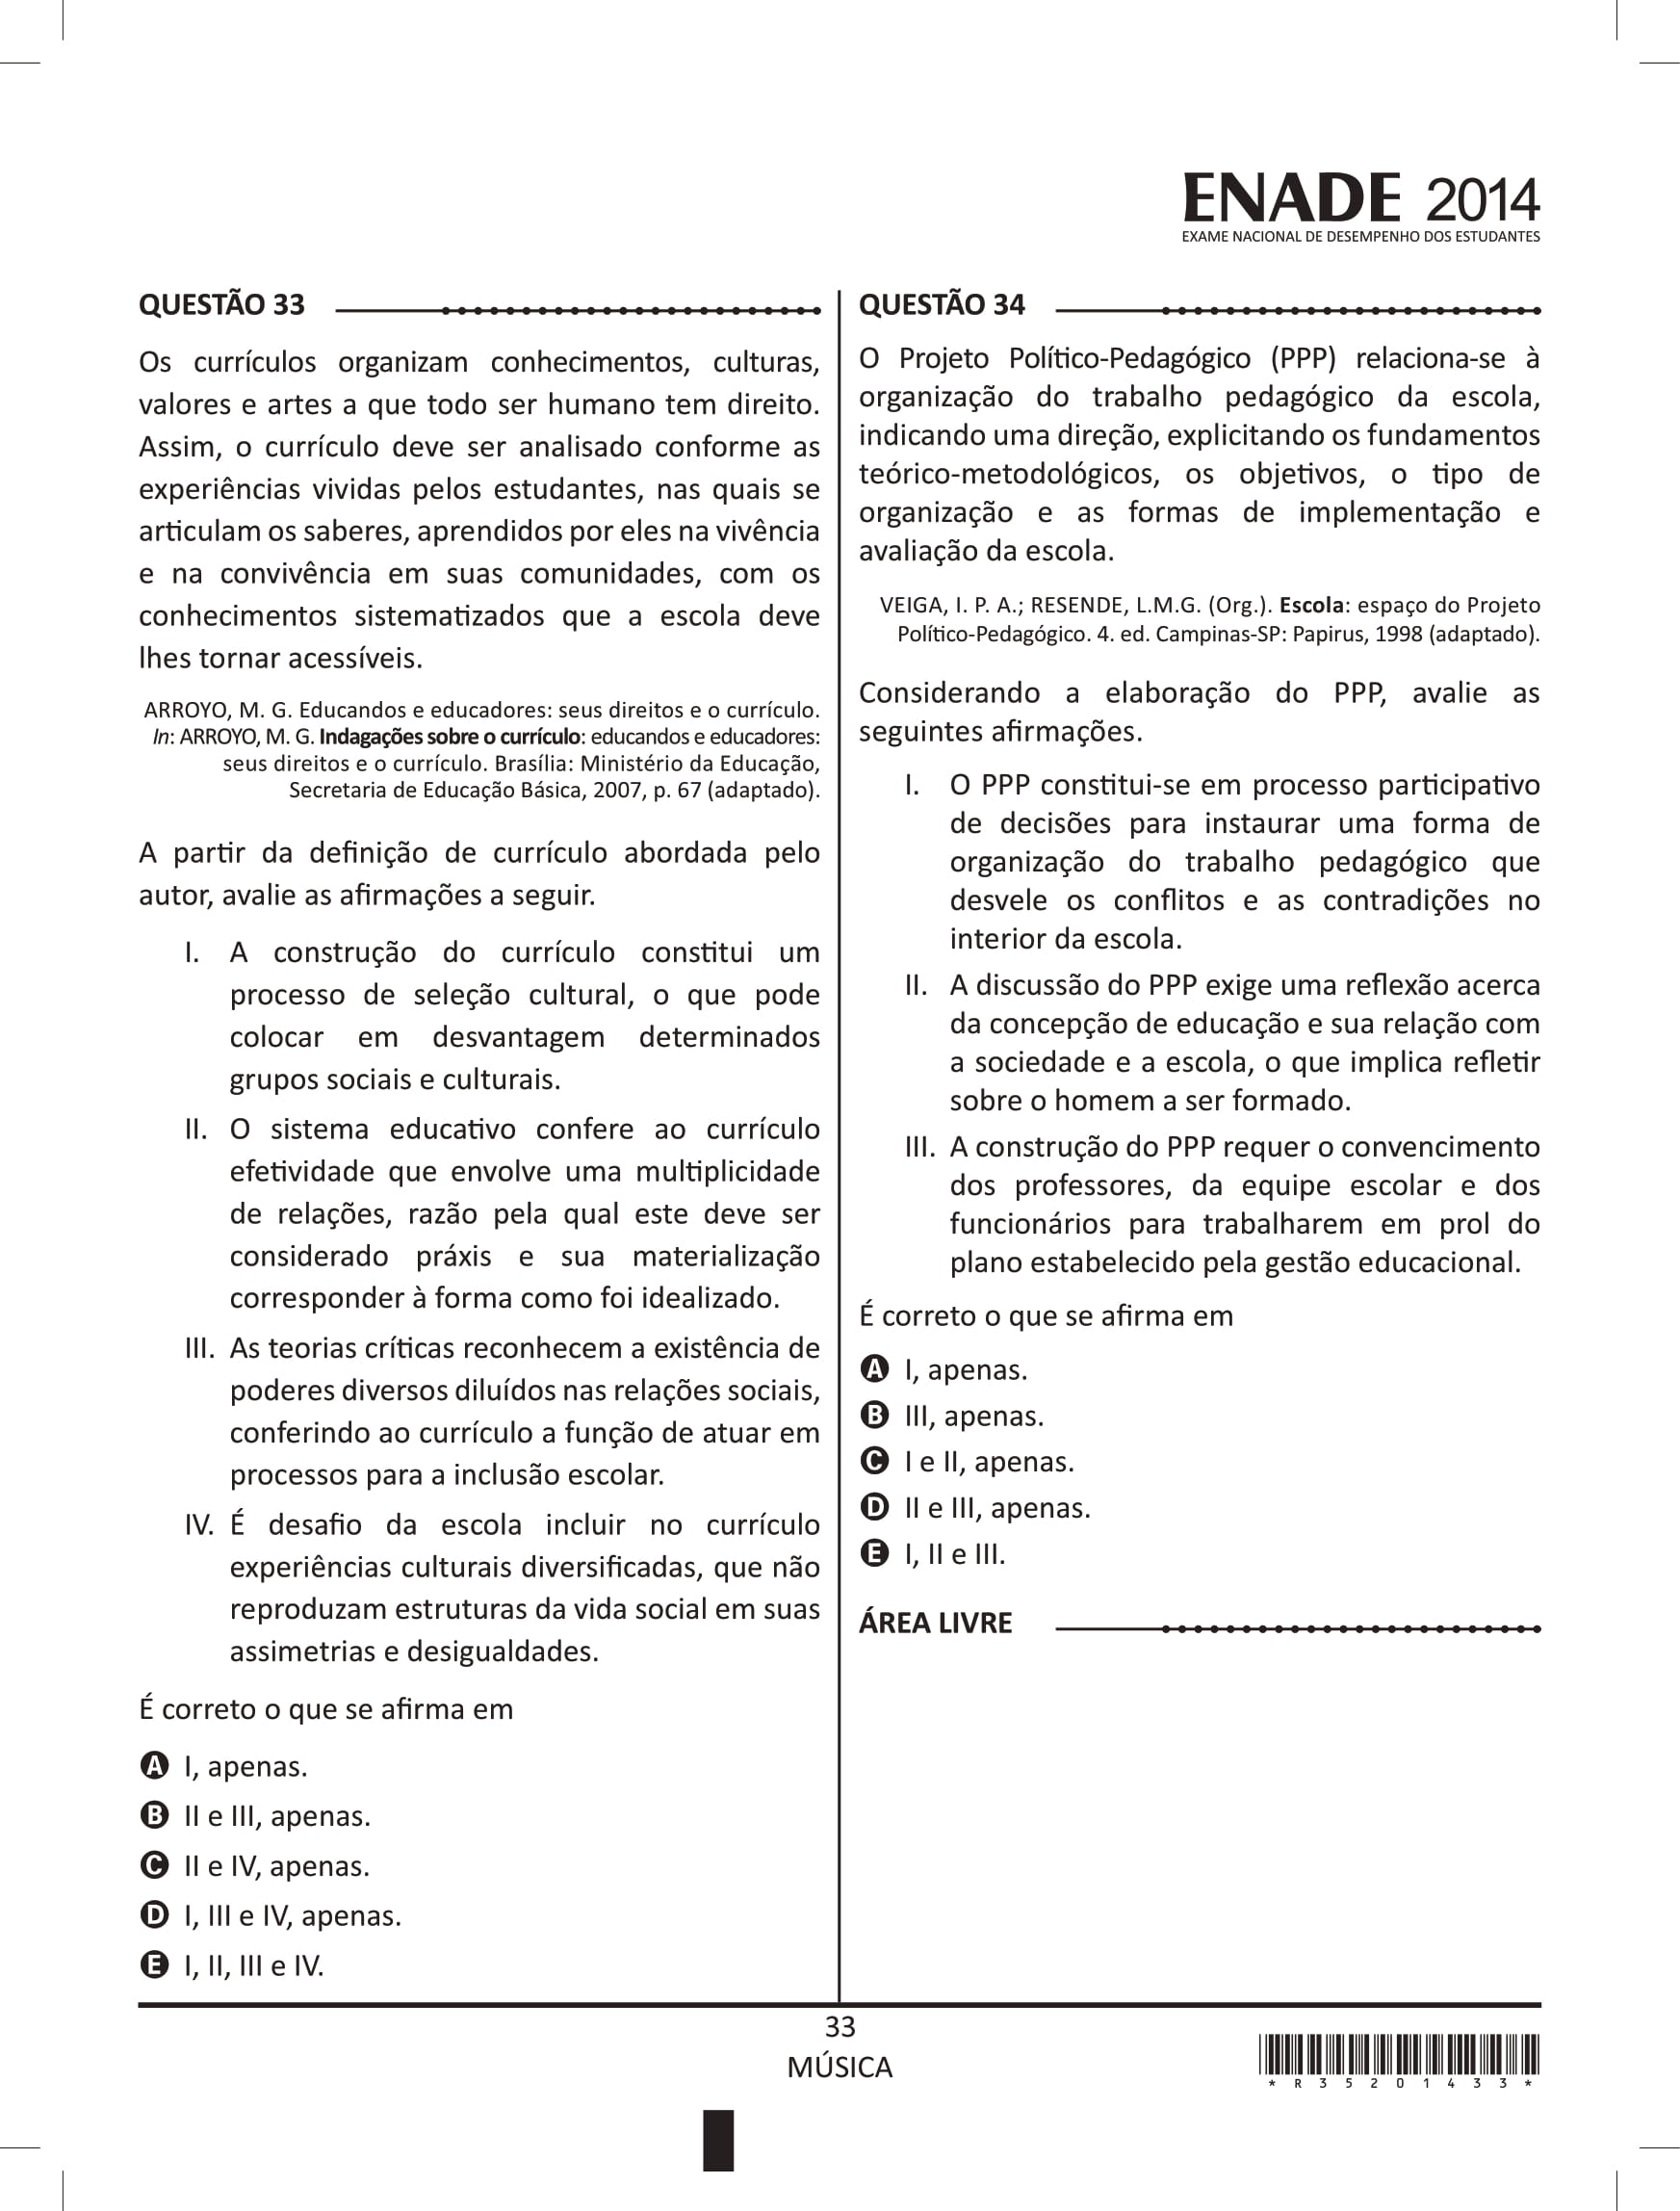 ENADE 2014
EXAME NACIONAL DE DESEMPENHO DOS ESTUDANTES
QUESTÃO 33
Os currículos organizam conhecimentos, culturas,
valores e artes a que todo ser humano tem direito.
Assim, o currículo deve ser analisado conforme as
experiências vividas pelos estudantes, nas quais se
articulam os saberes, aprendidos por eles na vivência
e na convivência em suas comunidades, com os
conhecimentos sistematizados que a escola deve
lhes tornar acessíveis.
ARROYO, M. G. Educandos e educadores: seus direitos e o currículo.
In: ARROYO, M. G. Indagações sobre o currículo: educandos e educadores:
seus direitos e o currículo. Brasília: Ministério da Educação,
Secretaria de Educação Básica, 2007, p. 67 (adaptado).
A partir da definição de currículo abordada pelo
autor, avalie as afirmações a seguir.
I. A construção do currículo constitui um
processo de seleção cultural, o que pode
colocar em desvantagem determinados
grupos sociais e culturais.
II. O sistema educativo confere ao currículo
efetividade que envolve uma multiplicidade
de relações, razão pela qual este deve ser
considerado práxis e sua materialização
corresponder à forma como foi idealizado.
III. As teorias críticas reconhecem a existência de
poderes diversos diluídos nas relações sociais,
conferindo ao currículo a função de atuar em
processos para a inclusão escolar.
IV. É desafio da escola incluir no currículo
experiências culturais diversificadas, que não
reproduzam estruturas da vida social em suas
assimetrias e desigualdades.
É correto o que se afirma em
A I, apenas.
B II e III, apenas.
C II e IV, apenas.
D I, III e IV, apenas.
E I, II, III e IV.
QUESTÃO 34
O Projeto Político-Pedagógico (PPP) relaciona-se à
organização do trabalho pedagógico da escola,
indicando uma direção, explicitando os fundamentos
teórico-metodológicos, os objetivos, o tipo de
organização e as formas de implementação e
avaliação da escola.
VEIGA, I. P. A.; RESENDE, L.M.G. (Org.). Escola: espaço do Projeto
Político-Pedagógico. 4. ed. Campinas-SP: Papirus, 1998 (adaptado).
Considerando a elaboração do PPP, avalie as
seguintes afirmações.
I. O PPP constitui-se em processo participativo
de decisões para instaurar uma forma de
organização do trabalho pedagógico que
desvele os conflitos e as contradições no
interior da escola.
II. A discussão do PPP exige uma reflexão acerca
da concepção de educação e sua relação com
a sociedade e a escola, o que implica refletir
sobre o homem a ser formado.
III. A construção do PPP requer o convencimento
dos professores, da equipe escolar e dos
funcionários para trabalharem em prol do
plano estabelecido pela gestão educacional.
É correto o que se afirma em
A I, apenas.
B III, apenas.
C I e II, apenas.
D II e III, apenas.
E I, II e III.
ÁREA LIVRE
33
MÚSICA
* R 3 5 2 0 1 4 3 3 *